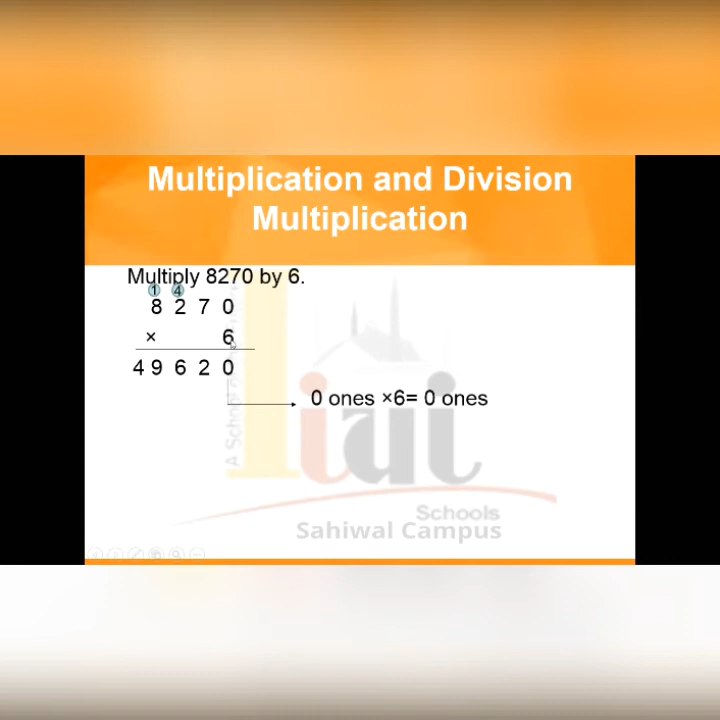 Multiplication and Division
Multiplication
Multiply 8270 by 6.
1 4
8 2 7 0
× 6
4 9 6 2 0
0 ones ×6= 0 ones
A School
Schools
Sahiwal Campus